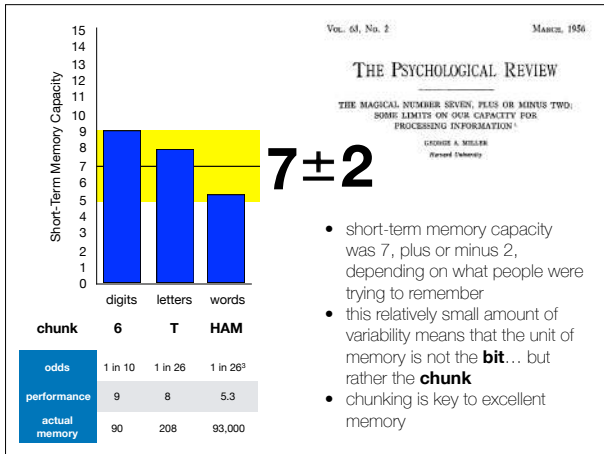 VOL. 63, NO. 2 MARCH, 1956
THE PSYCHOLOGICAL REVIEW
THE MAGICAL NUMBER SEVEN, PLUS OR MINUS TWO:
SOME LIMITS ON OUR CAPACITY FOR
PROCESSING INFORMATION ¹
GEORGE A. MILLER
Harvard University
Short-Term Memory Capacity
15
14
13
12
11
10
9
8
7
6
5
4
3
2
1
0
digits letters words
7±2
chunk 6 T HAM
odds 1 in 10 1 in 26 1 in 26³
performance 9 8 5.3
actual
memory 90 208 93,000
• short-term memory capacity
was 7, plus or minus 2,
depending on what people were
trying to remember
• this relatively small amount of
variability means that the unit of
memory is not the bit… but
rather the chunk
• chunking is key to excellent
memory